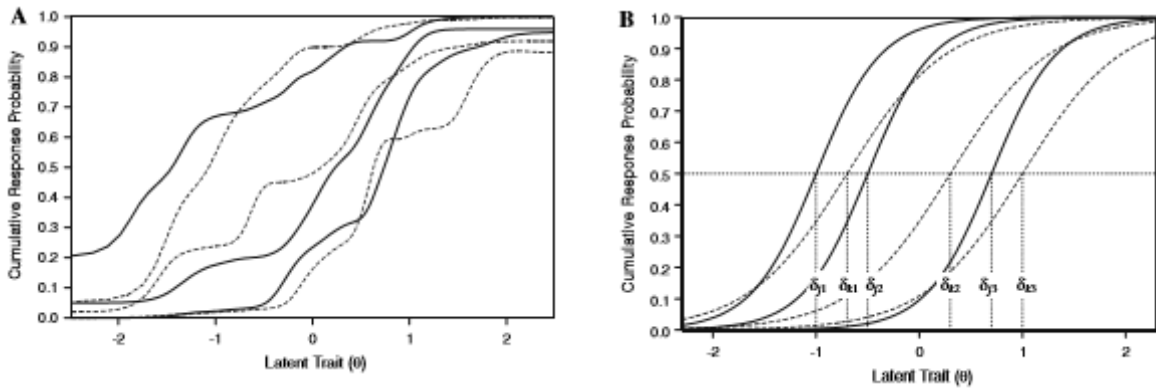 A
Cumulative Response Probability
1.0
0.9
0.8
0.7
0.6
0.5
0.4
0.3
0.2
0.1
0.0
-2 -1 0 1 2
Latent Trait (θ)
B
Cumulative Response Probability
1.0
0.9
0.8
0.7
0.6
0.5
0.4
0.3
0.2
0.1
0.0
δj1 δk1 δj2 δk2 δj3 δk3
-2 -1 0 1 2
Latent Trait (θ)